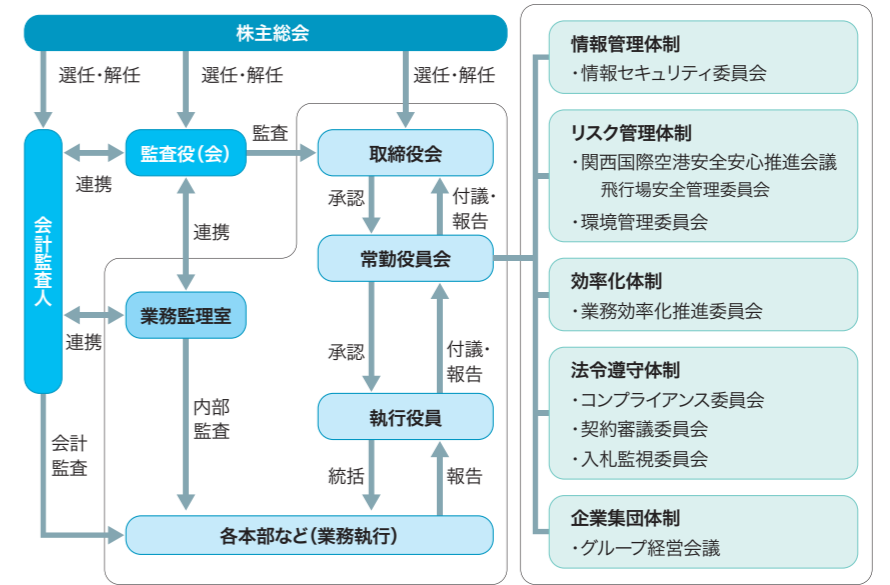 株主総会
選任・解任
選任・解任
選任・解任
会計監査人
監査役(会)
監査
取締役会
連携
承認
付議・
報告
連携
常勤役員会
業務監理室
連携
承認
付議・
報告
内部
監査
執行役員
会計
監査
統括
報告
各本部など(業務執行)
情報管理体制
・情報セキュリティ委員会
リスク管理体制
・関西国際空港安全安心推進会議
飛行場安全管理委員会
・環境管理委員会
効率化体制
・業務効率化推進委員会
法令遵守体制
・コンプライアンス委員会
・契約審議委員会
・入札監視委員会
企業集団体制
・グループ経営会議